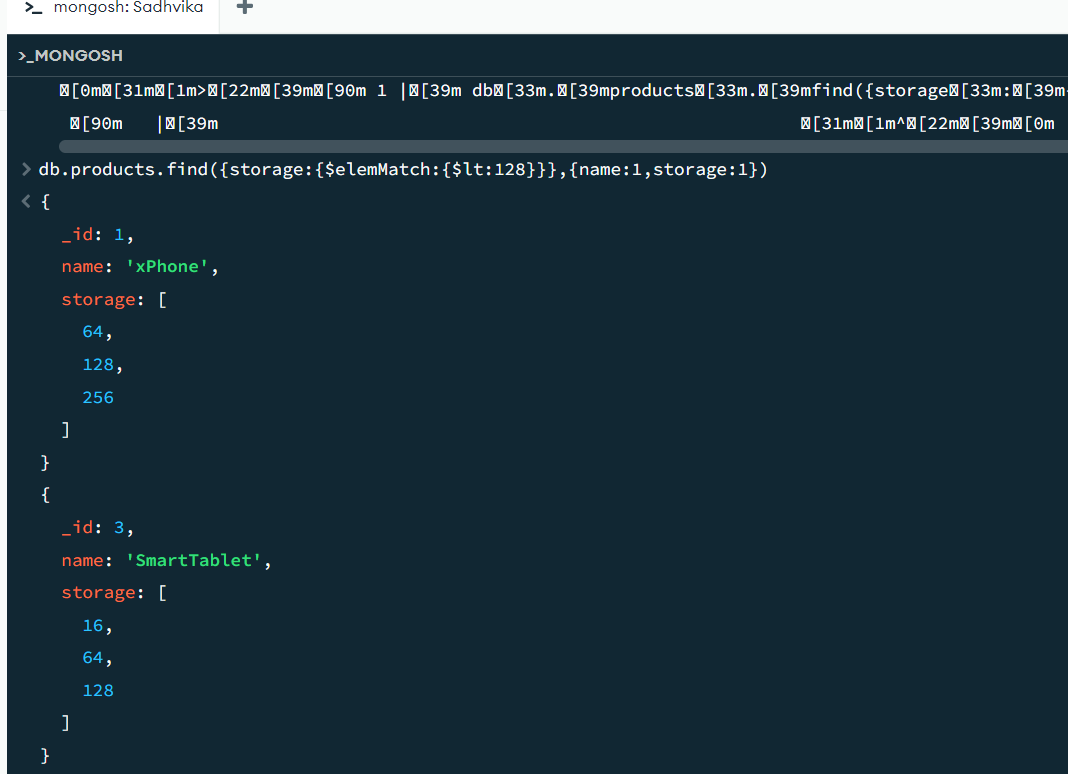 >_ mongosh: Sadhvika +
>_MONGOSH
�[0m�[31m�[1m>�[22m�[39m�[90m 1 |�[39m db�[33m.�[39mproducts�[33m.�[39mfind({storage�[33m:�[39m
�[90m   |�[39m �[31m�[1m^�[22m�[39m�[0m
> db.products.find({storage:{$elemMatch:{$lt:128}}},{name:1,storage:1})
< {
_id: 1,
name: 'xPhone',
storage: [
64,
128,
256
]
}
{
_id: 3,
name: 'SmartTablet',
storage: [
16,
64,
128
]
}